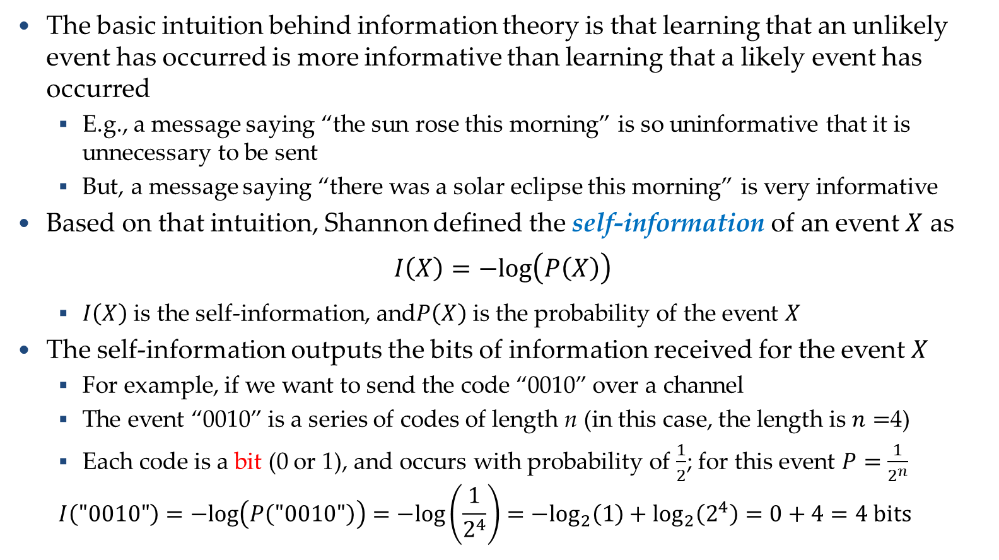 • The basic intuition behind information theory is that learning that an unlikely
event has occurred is more informative than learning that a likely event has
occurred
▪ E.g., a message saying “the sun rose this morning” is so uninformative that it is
unnecessary to be sent
▪ But, a message saying “there was a solar eclipse this morning” is very informative
• Based on that intuition, Shannon defined the self-information of an event X as
I(X) = −log(P(X))
▪ I(X) is the self-information, andP(X) is the probability of the event X
• The self-information outputs the bits of information received for the event X
▪ For example, if we want to send the code “0010” over a channel
▪ The event “0010” is a series of codes of length n (in this case, the length is n =4)
▪ Each code is a bit (0 or 1), and occurs with probability of 1/2; for this event P = 1/2ⁿ
I("0010") = −log(P("0010")) = −log(1/2⁴) = −log₂(1) + log₂(2⁴) = 0 + 4 = 4 bits